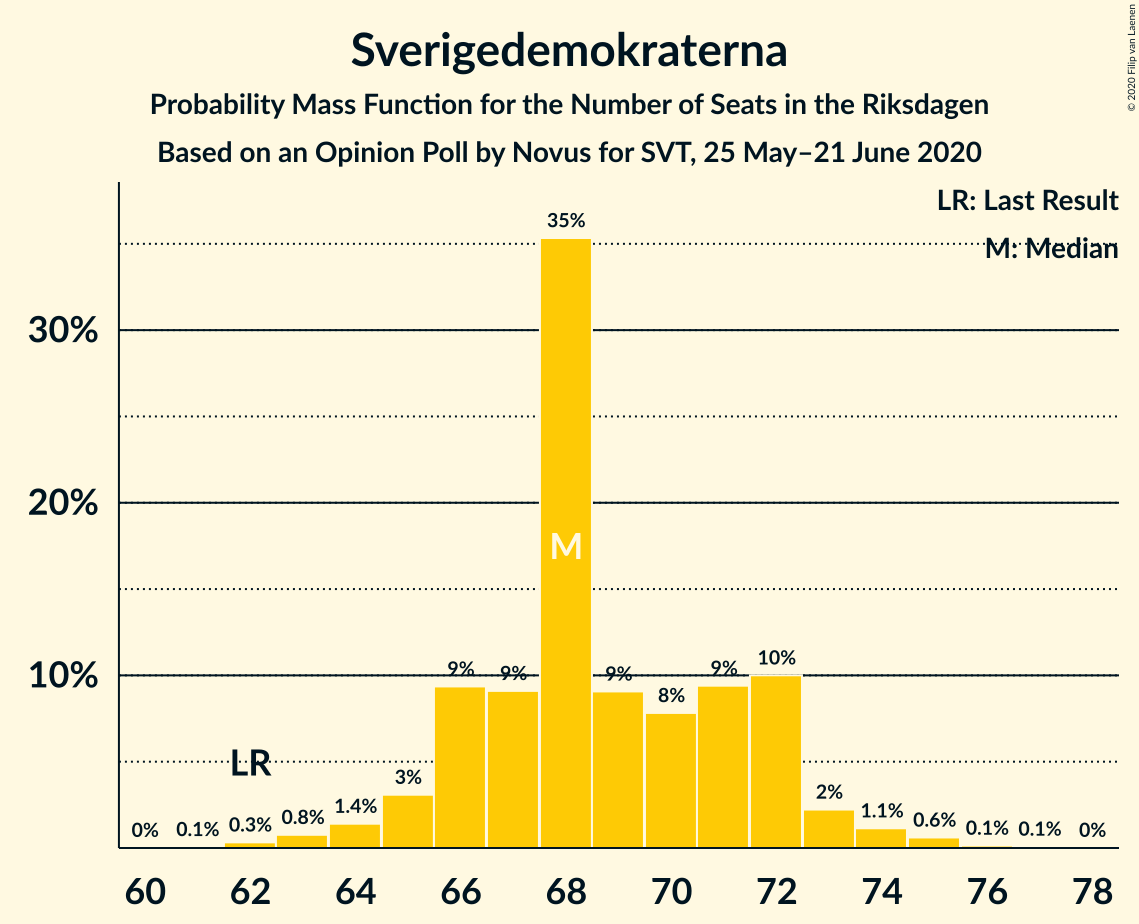 Sverigedemokraterna
Probability Mass Function for the Number of Seats in the Riksdagen
Based on an Opinion Poll by Novus for SVT, 25 May–21 June 2020
© 2020 Filip van Laenen
LR: Last Result
M: Median
30%
20%
10%
0%
0.1%
0.3%
0.8%
1.4%
3%
9%
9%
35%
9%
8%
9%
10%
2%
1.1%
0.6%
0.1%
0.1%
0%
LR
M
60 62 64 66 68 70 72 74 76 78